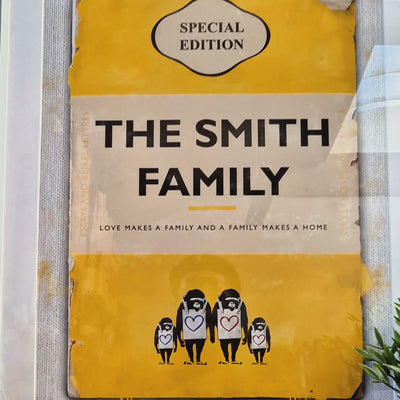 SPECIAL
EDITION
THE SMITH
FAMILY
LOVE MAKES A FAMILY AND A FAMILY MAKES A HOME